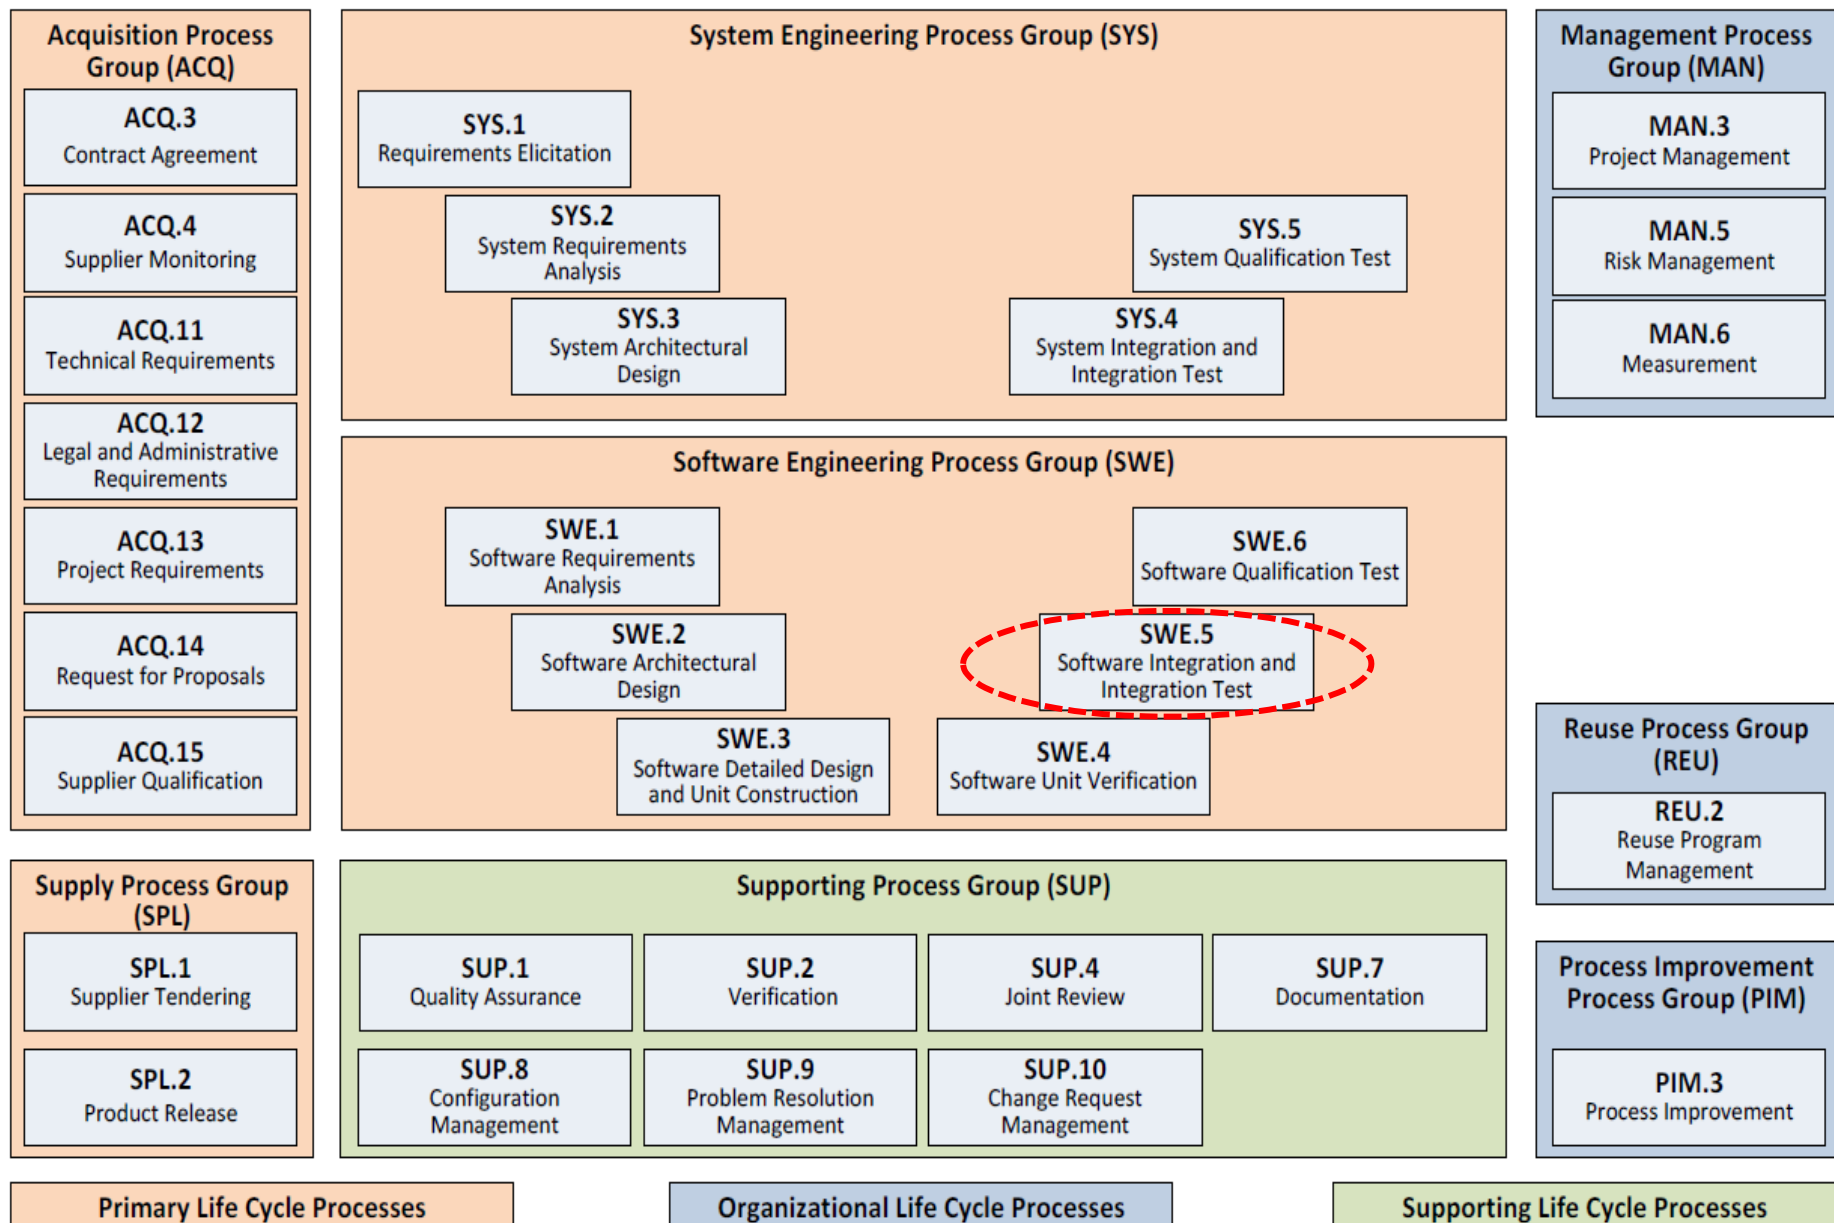 Acquisition Process
Group (ACQ)
ACQ.3
Contract Agreement
ACQ.4
Supplier Monitoring
ACQ.11
Technical Requirements
ACQ.12
Legal and Administrative
Requirements
ACQ.13
Project Requirements
ACQ.14
Request for Proposals
ACQ.15
Supplier Qualification
System Engineering Process Group (SYS)
SYS.1
Requirements Elicitation
SYS.2
System Requirements
Analysis
SYS.3
System Architectural
Design
SYS.5
System Qualification Test
SYS.4
System Integration and
Integration Test
Management Process
Group (MAN)
MAN.3
Project Management
MAN.5
Risk Management
MAN.6
Measurement
Software Engineering Process Group (SWE)
SWE.1
Software Requirements
Analysis
SWE.2
Software Architectural
Design
SWE.3
Software Detailed Design
and Unit Construction
SWE.6
Software Qualification Test
SWE.5
Software Integration and
Integration Test
SWE.4
Software Unit Verification
Reuse Process Group
(REU)
REU.2
Reuse Program
Management
Supply Process Group
(SPL)
SPL.1
Supplier Tendering
SPL.2
Product Release
Supporting Process Group (SUP)
SUP.1
Quality Assurance
SUP.2
Verification
SUP.4
Joint Review
SUP.7
Documentation
SUP.8
Configuration
Management
SUP.9
Problem Resolution
Management
SUP.10
Change Request
Management
Process Improvement
Process Group (PIM)
PIM.3
Process Improvement
Primary Life Cycle Processes
Organizational Life Cycle Processes
Supporting Life Cycle Processes